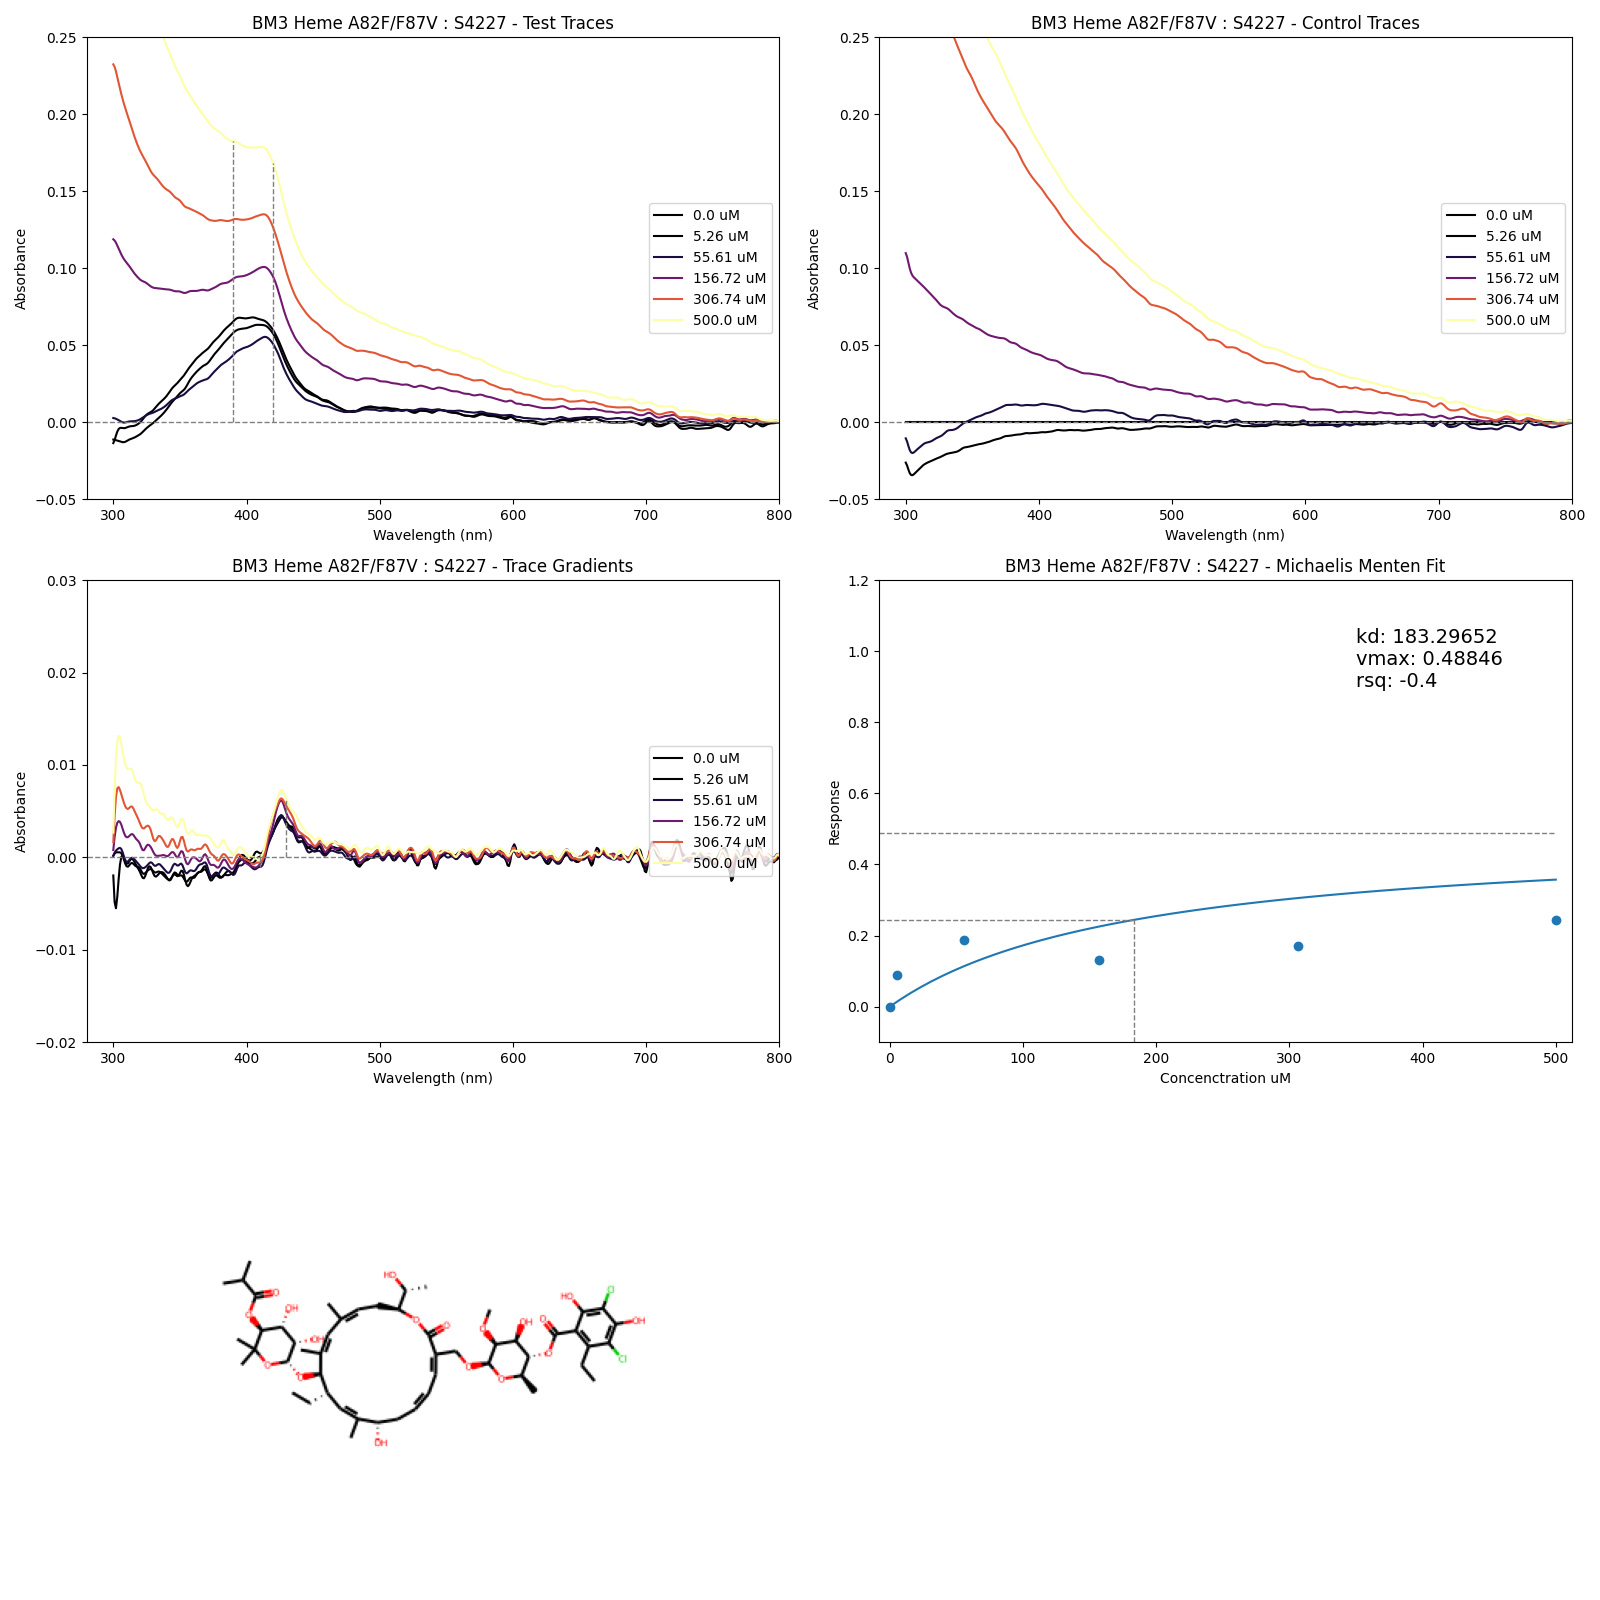 BM3 Heme A82F/F87V : S4227 - Test Traces
0.25
0.20
0.15
0.10
0.05
0.00
−0.05
Absorbance
300 400 500 600 700 800
Wavelength (nm)
0.0 uM
5.26 uM
55.61 uM
156.72 uM
306.74 uM
500.0 uM
BM3 Heme A82F/F87V : S4227 - Control Traces
0.25
0.20
0.15
0.10
0.05
0.00
−0.05
Absorbance
300 400 500 600 700 800
Wavelength (nm)
0.0 uM
5.26 uM
55.61 uM
156.72 uM
306.74 uM
500.0 uM
BM3 Heme A82F/F87V : S4227 - Trace Gradients
0.03
0.02
0.01
0.00
−0.01
−0.02
Absorbance
300 400 500 600 700 800
Wavelength (nm)
0.0 uM
5.26 uM
55.61 uM
156.72 uM
306.74 uM
500.0 uM
BM3 Heme A82F/F87V : S4227 - Michaelis Menten Fit
1.2
1.0
0.8
0.6
0.4
0.2
0.0
Response
0 100 200 300 400 500
Concenctration uM
kd: 183.29652
vmax: 0.48846
rsq: -0.4
HO
O
OH
O
OH
O
O
O
O
O
OH
O
O
O
OH
O
O
HO
Cl
OH
Cl
OH